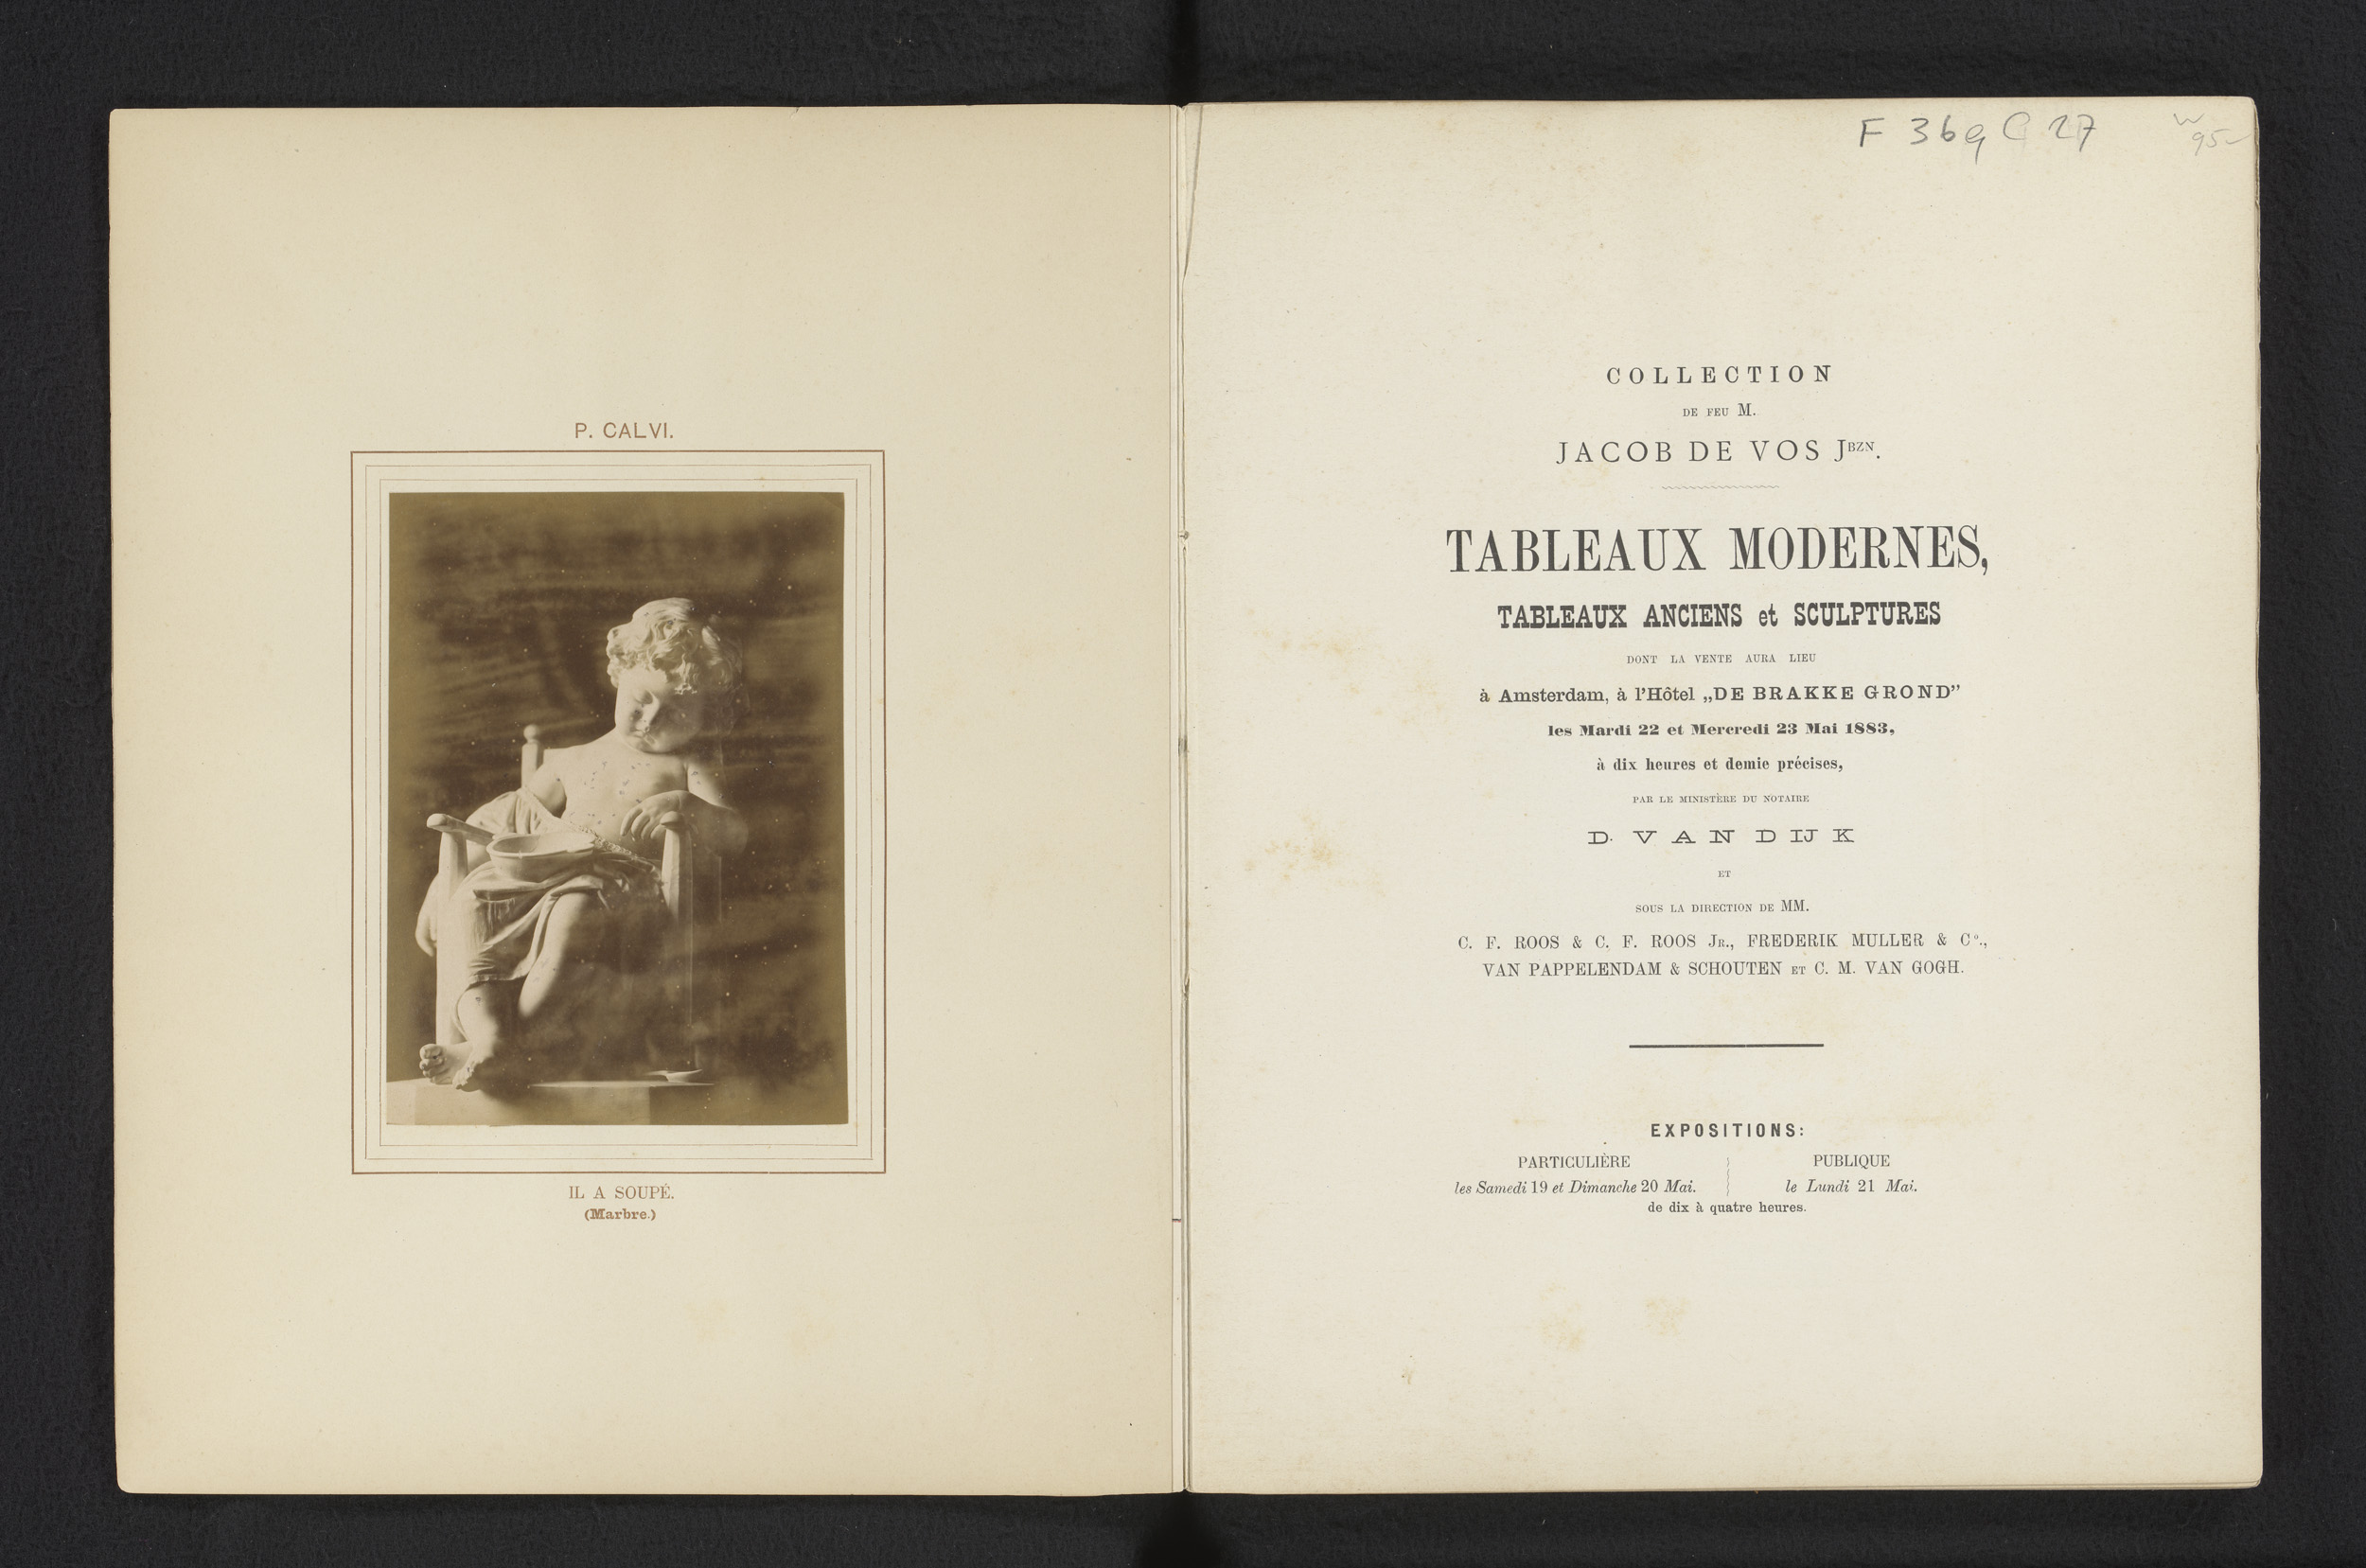 P. CALVI.
IL A SOUPÉ.
(Marbre.)
F 36g C 27
95-
COLLECTION
DE FEU M.
JACOB DE VOS JBZN.
TABLEAUX MODERNES,
TABLEAUX ANCIENS et SCULPTURES
DONT LA VENTE AURA LIEU
à Amsterdam, à l'Hôtel „DE BRAKKE GROND”
les Mardi 22 et Mercredi 23 Mai 1883,
à dix heures et demie précises,
PAR LE MINISTÈRE DU NOTAIRE
D. VAN DIJK
ET
SOUS LA DIRECTION DE MM.
C. F. ROOS & C. F. ROOS JR., FREDERIK MULLER & Co.,
VAN PAPPELENDAM & SCHOUTEN ET C. M. VAN GOGH.
EXPOSITIONS:
PARTICULIÈRE
les Samedi 19 et Dimanche 20 Mai.
PUBLIQUE
le Lundi 21 Mai.
de dix à quatre heures.